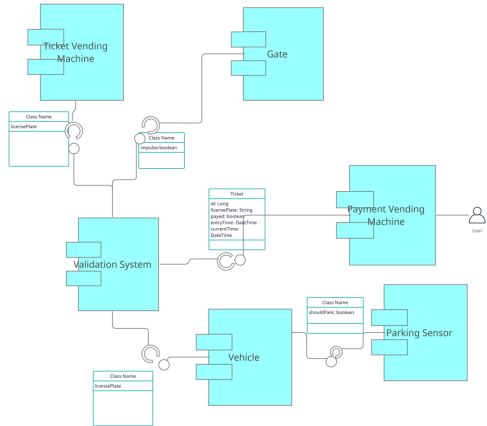 Ticket Vending
Machine
Gate
Class Name
licensePlate
Class Name
impulse:boolean
Ticket
id: Long
licensePlate: String
payed: boolean
entryTime: DateTime
currentTime:
DateTime
Payment Vending
Machine
User
Validation System
Class Name
shouldPark: boolean
Parking Sensor
Vehicle
Class Name
licensePlate